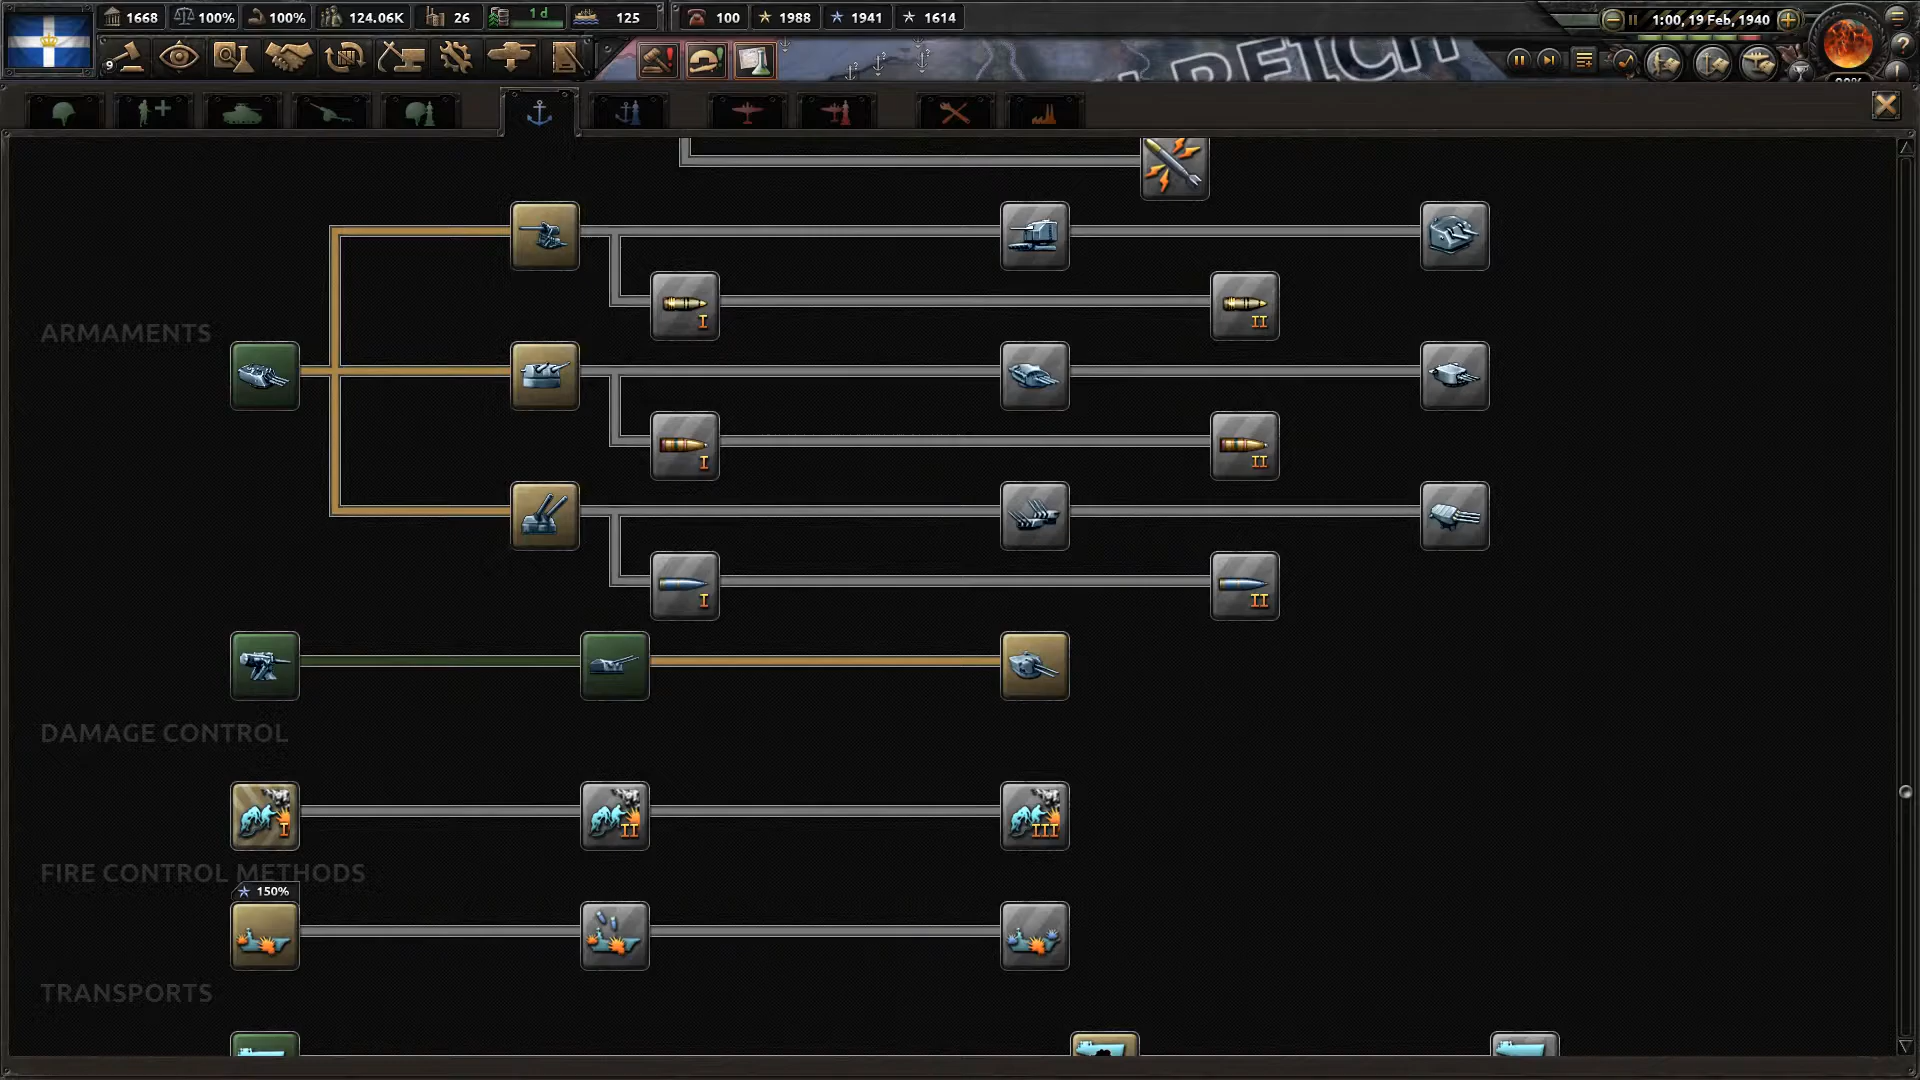 1668 100% 100% 124.06K 26 1 d 125 100 1988 1941 1614 1:00, 19 Feb, 1940
9
REICH
ARMAMENTS
I II
I II
I II
DAMAGE CONTROL
I II III
FIRE CONTROL METHODS
150%
TRANSPORTS